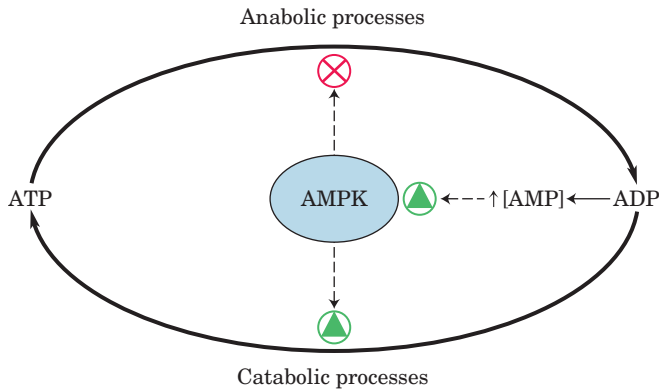 Anabolic processes
ATP
AMPK
↑[AMP]
ADP
Catabolic processes